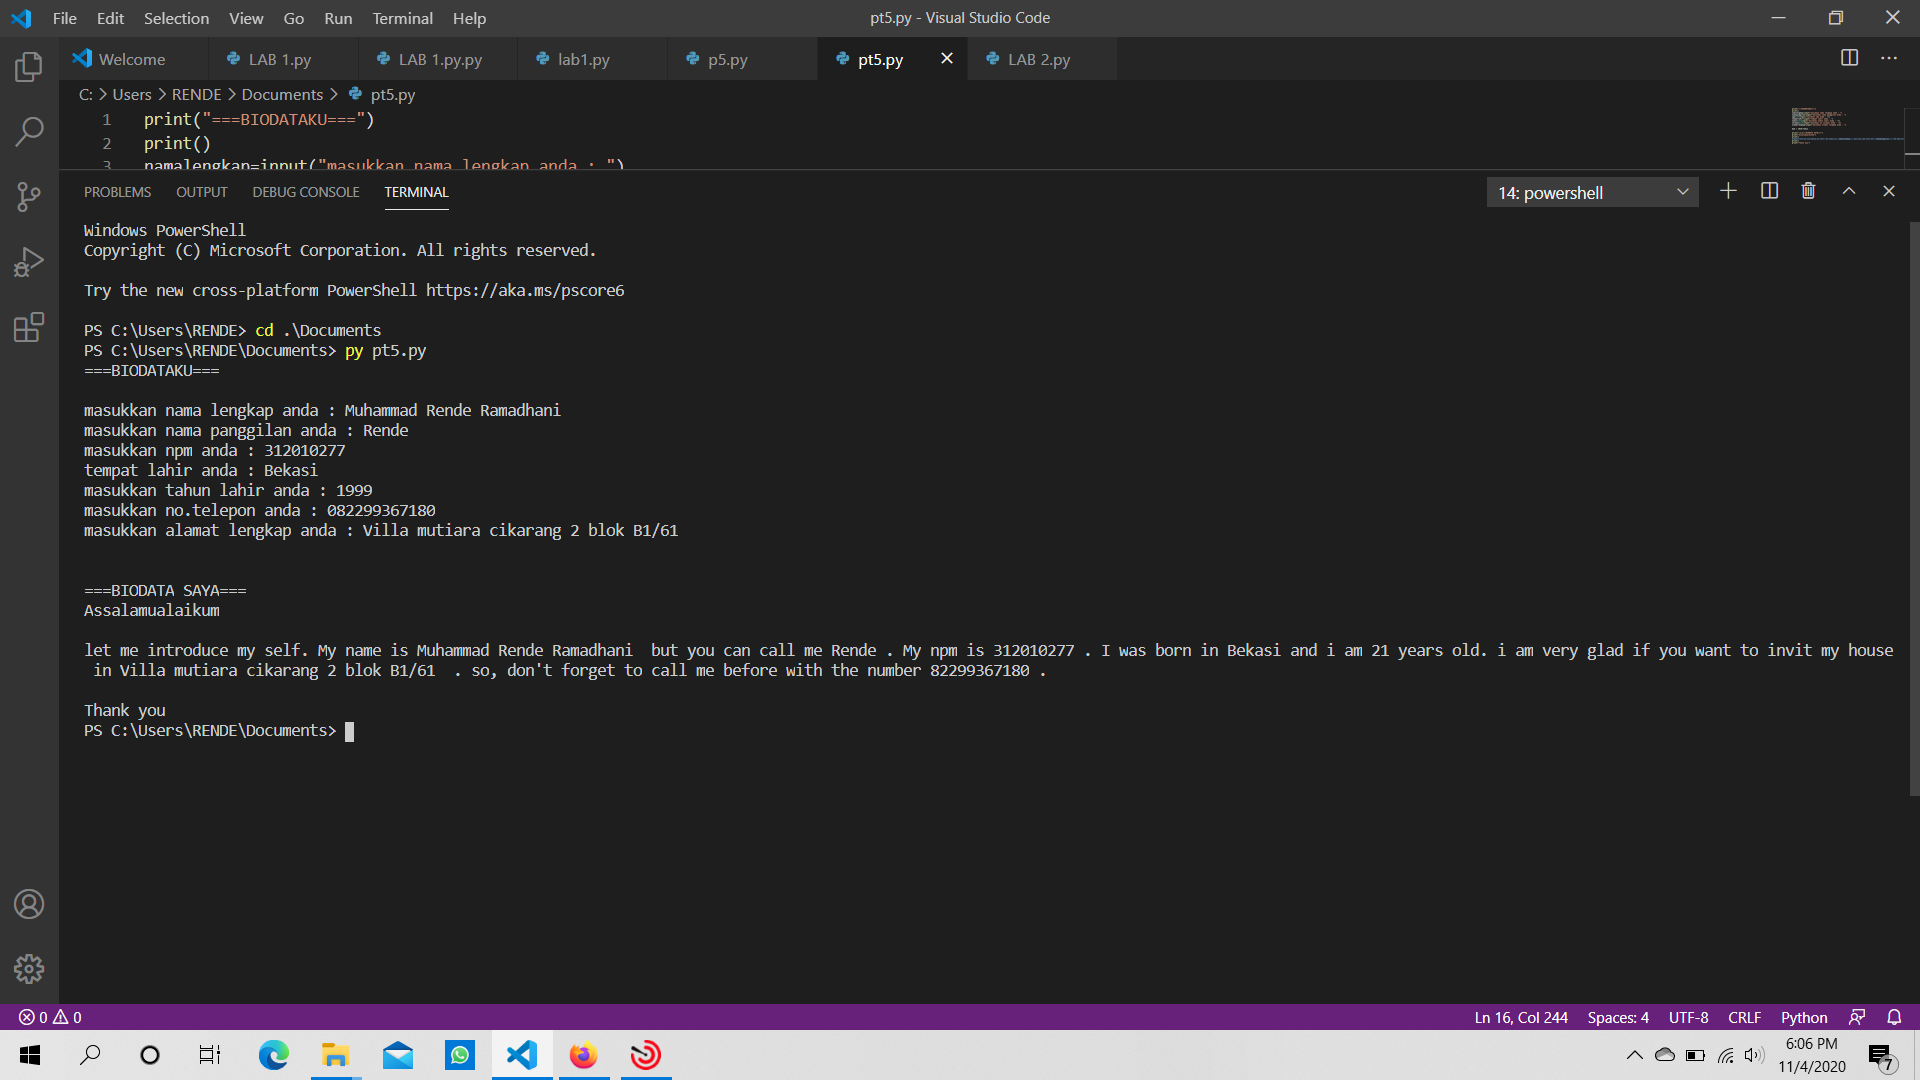 File Edit Selection View Go Run Terminal Help
pt5.py - Visual Studio Code
Welcome LAB 1.py LAB 1.py.py lab1.py p5.py pt5.py LAB 2.py
C: > Users > RENDE > Documents > pt5.py
1 print("===BIODATAKU===")
2 print()
3 namalengkap=input("masukkan nama lengkap anda : ")
PROBLEMS OUTPUT DEBUG CONSOLE TERMINAL
14: powershell
Windows PowerShell
Copyright (C) Microsoft Corporation. All rights reserved.
Try the new cross-platform PowerShell https://aka.ms/pscore6
PS C:\Users\RENDE> cd .\Documents
PS C:\Users\RENDE\Documents> py pt5.py
===BIODATAKU===
masukkan nama lengkap anda : Muhammad Rende Ramadhani
masukkan nama panggilan anda : Rende
masukkan npm anda : 312010277
tempat lahir anda : Bekasi
masukkan tahun lahir anda : 1999
masukkan no.telepon anda : 082299367180
masukkan alamat lengkap anda : Villa mutiara cikarang 2 blok B1/61
===BIODATA SAYA===
Assalamualaikum
let me introduce my self. My name is Muhammad Rende Ramadhani  but you can call me Rende . My npm is 312010277 . I was born in Bekasi and i am 21 years old. i am very glad if you want to invit my house
in Villa mutiara cikarang 2 blok B1/61  . so, don't forget to call me before with the number 82299367180 .
Thank you
PS C:\Users\RENDE\Documents>
0 0
Ln 16, Col 244 Spaces: 4 UTF-8 CRLF Python
6:06 PM
11/4/2020
7